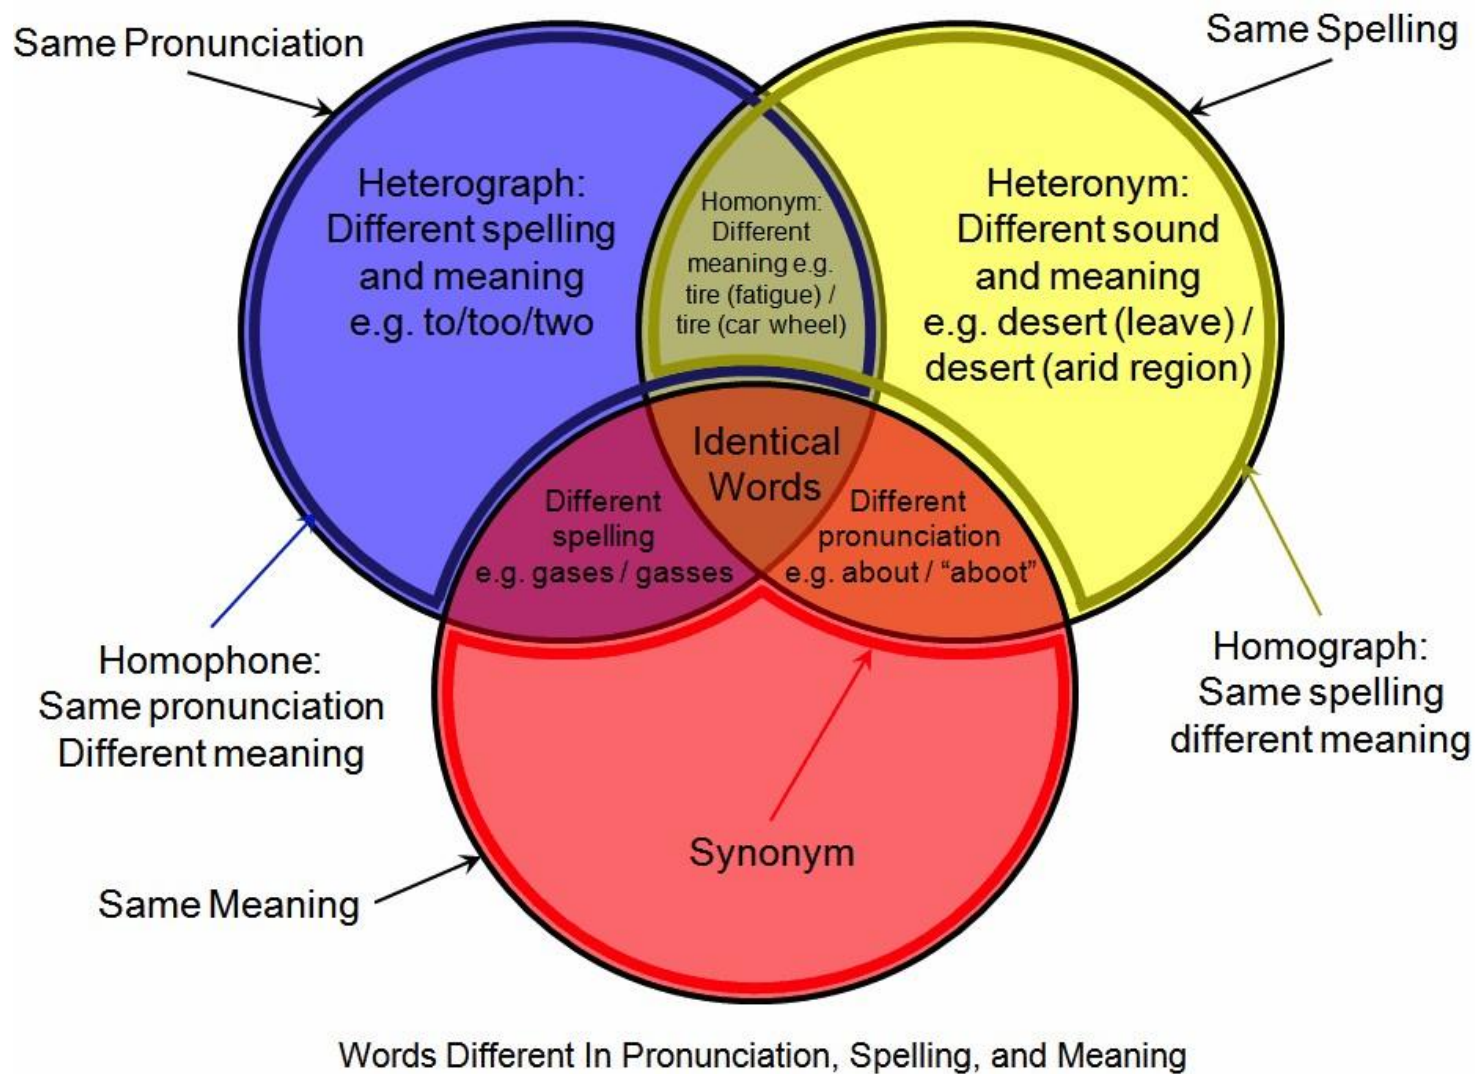 Same Pronunciation
Same Spelling
Heterograph:
Different spelling
and meaning
e.g. to/too/two
Homonym:
Different
meaning e.g.
tire (fatigue) /
tire (car wheel)
Heteronym:
Different sound
and meaning
e.g. desert (leave) /
desert (arid region)
Identical
Words
Different
spelling
e.g. gases / gasses
Different
pronunciation
e.g. about / “aboot”
Homophone:
Same pronunciation
Different meaning
Homograph:
Same spelling
different meaning
Synonym
Same Meaning
Words Different In Pronunciation, Spelling, and Meaning